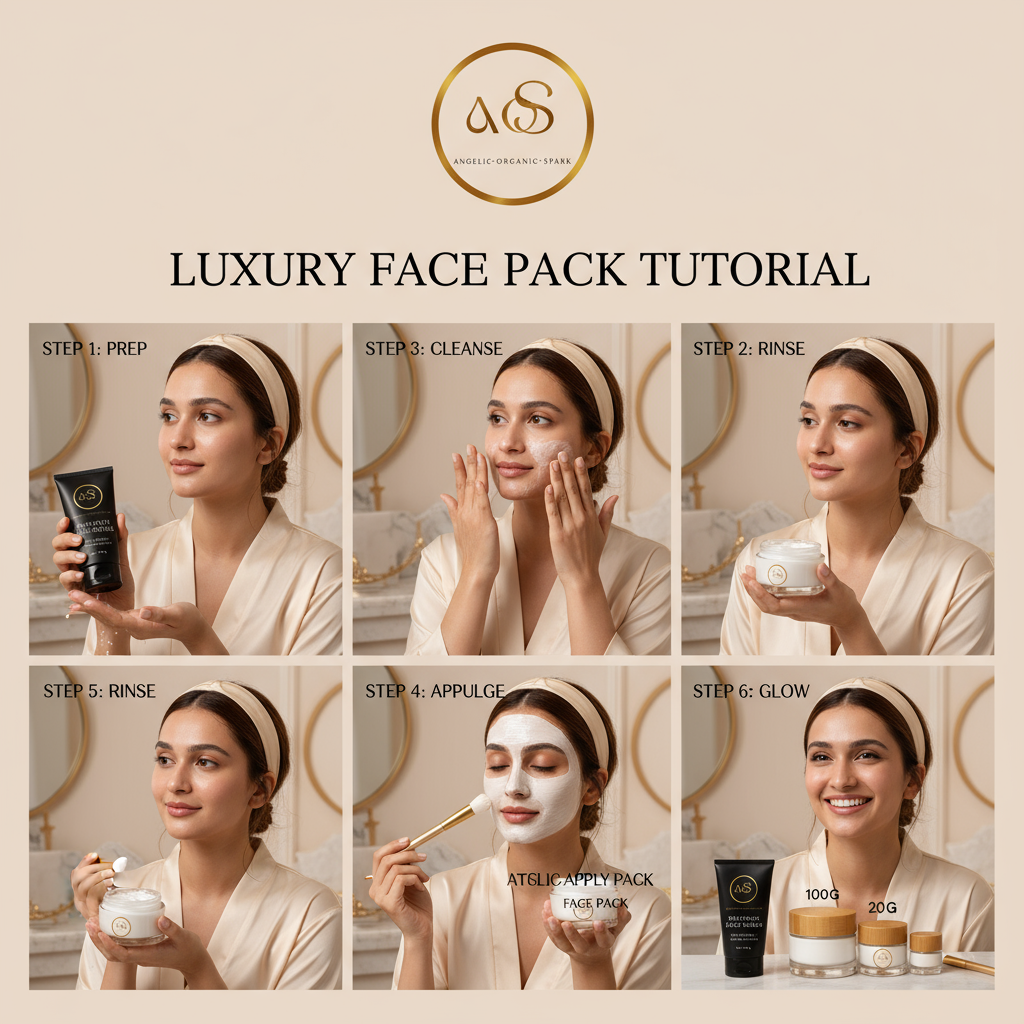 aS
ANGELIC·ORGANIC·SPARK
LUXURY FACE PACK TUTORIAL
STEP 1: PREP
STEP 3: CLEANSE
STEP 2: RINSE
STEP 5: RINSE
STEP 4: APPULGE
ATGLIC APPLY PACK
FACE PACK
STEP 6: GLOW
100G
20G